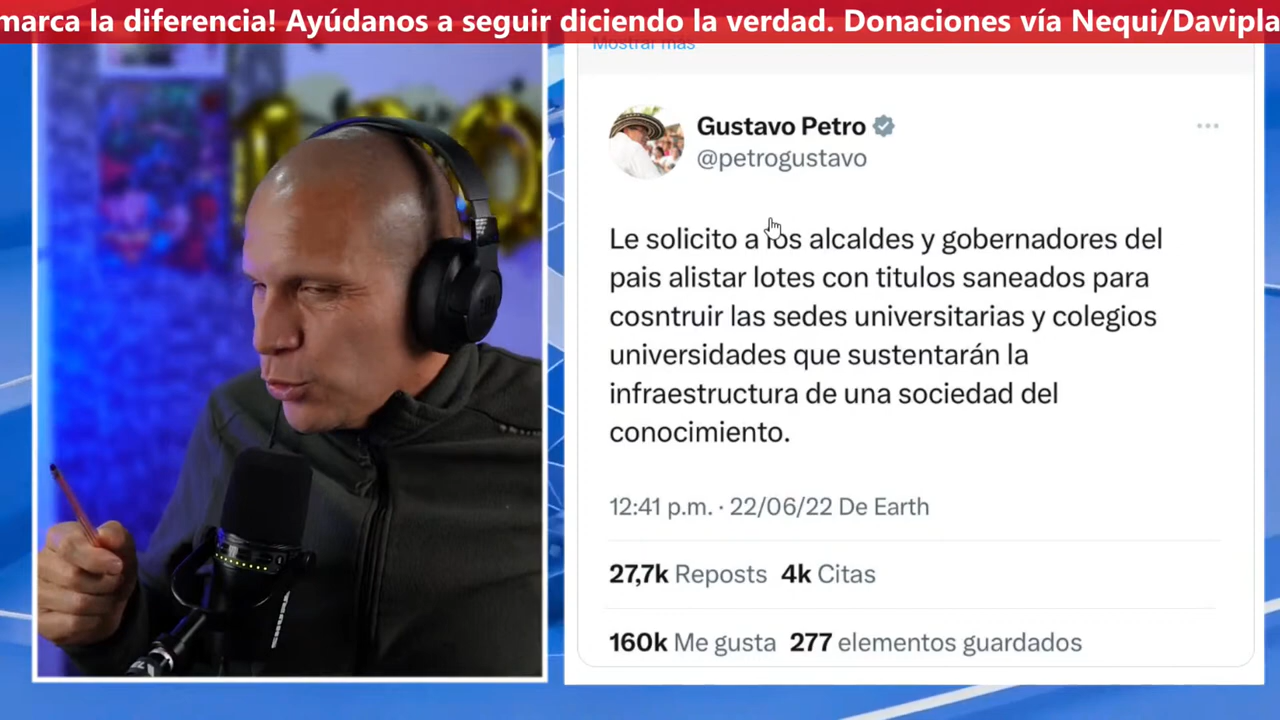 marca la diferencia! Ayúdanos a seguir diciendo la verdad. Donaciones vía Nequi/Davipla
Mostrar más
Gustavo Petro
@petrogustavo
Le solicito a los alcaldes y gobernadores del
pais alistar lotes con titulos saneados para
cosntruir las sedes universitarias y colegios
universidades que sustentarán la
infraestructura de una sociedad del
conocimiento.
12:41 p.m. · 22/06/22 De Earth
27,7k Reposts 4k Citas
160k Me gusta 277 elementos guardados
JBL